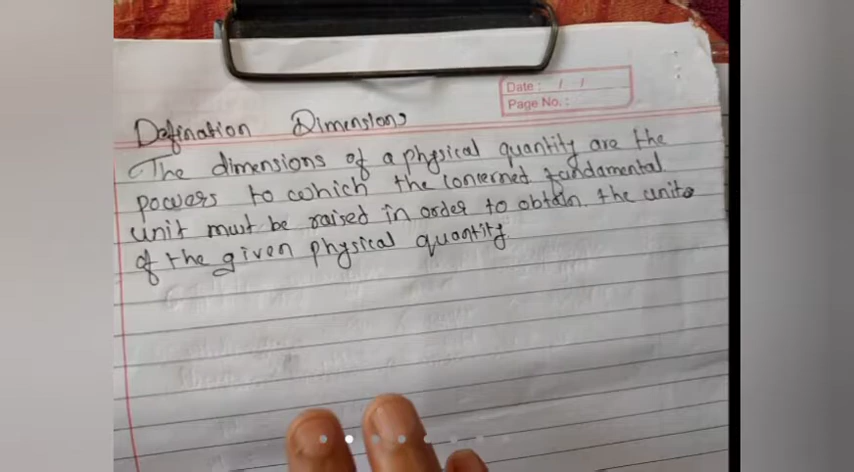 Date : / /
Page No. :
Defination Dimensions
The dimensions of a physical quantity are the
powers to which the concerned fundamental
unit must be raised in order to obtain the units
of the given physical quantity